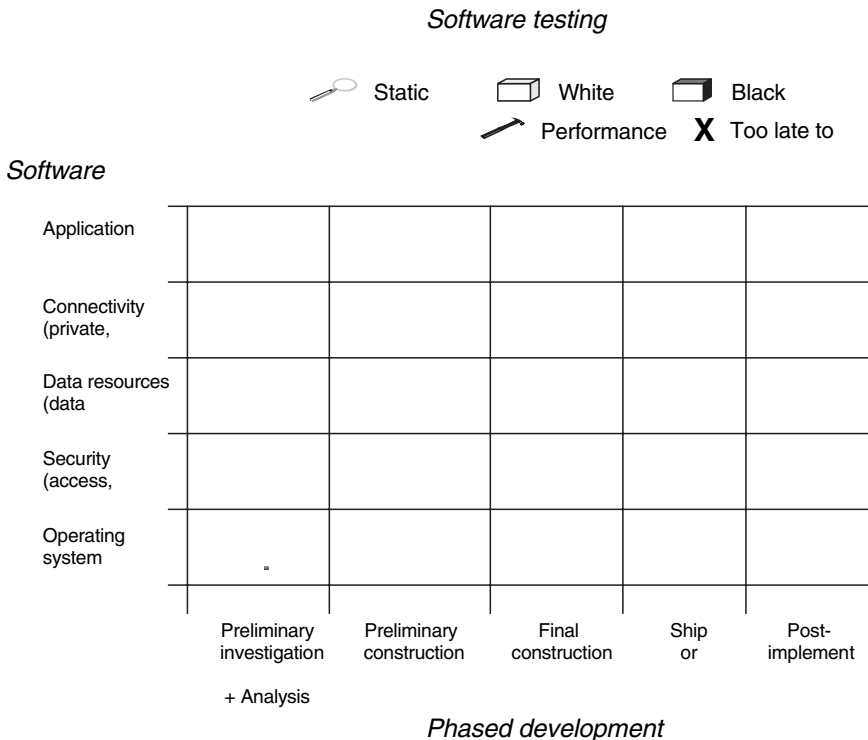 Software testing
Static White Black
Performance X Too late to
Software
Application
Connectivity
(private,
Data resources
(data
Security
(access,
Operating
system
Preliminary
investigation
+ Analysis
Preliminary
construction
Final
construction
Ship
or
Post-
implement
Phased development